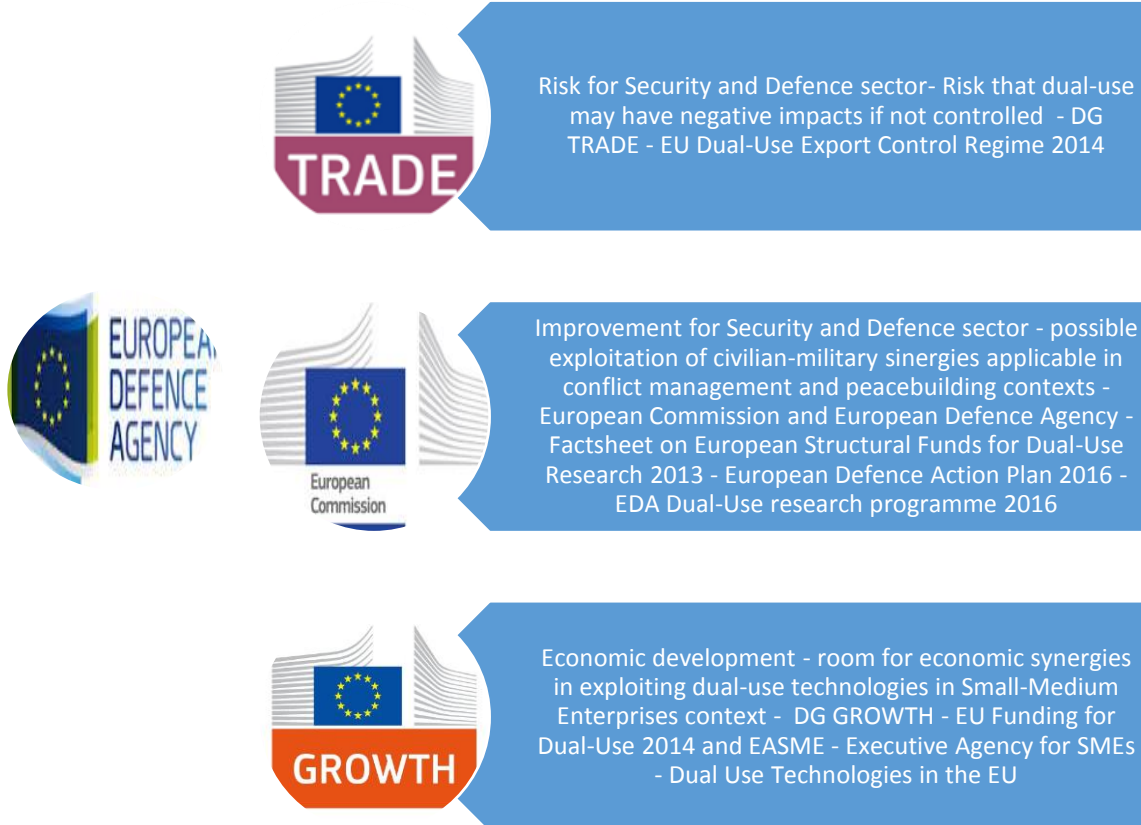 TRADE
Risk for Security and Defence sector- Risk that dual-use
may have negative impacts if not controlled - DG
TRADE - EU Dual-Use Export Control Regime 2014
EUROPEA
DEFENCE
AGENCY
European
Commission
Improvement for Security and Defence sector - possible
exploitation of civilian-military sinergies applicable in
conflict management and peacebuilding contexts -
European Commission and European Defence Agency -
Factsheet on European Structural Funds for Dual-Use
Research 2013 - European Defence Action Plan 2016 -
EDA Dual-Use research programme 2016
GROWTH
Economic development - room for economic synergies
in exploiting dual-use technologies in Small-Medium
Enterprises context - DG GROWTH - EU Funding for
Dual-Use 2014 and EASME - Executive Agency for SMEs
- Dual Use Technologies in the EU